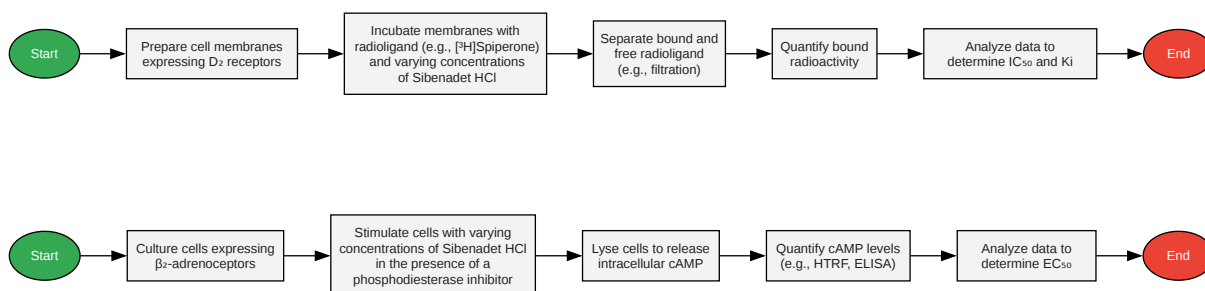 Start
Prepare cell membranes
expressing D₂ receptors
Incubate membranes with
radioligand (e.g., [³H]Spiperone)
and varying concentrations
of Sibenadet HCl
Separate bound and
free radioligand
(e.g., filtration)
Quantify bound
radioactivity
Analyze data to
determine IC₅₀ and Ki
End
Start
Culture cells expressing
β₂-adrenoceptors
Stimulate cells with varying
concentrations of Sibenadet HCl
in the presence of a
phosphodiesterase inhibitor
Lyse cells to release
intracellular cAMP
Quantify cAMP levels
(e.g., HTRF, ELISA)
Analyze data to
determine EC₅₀
End